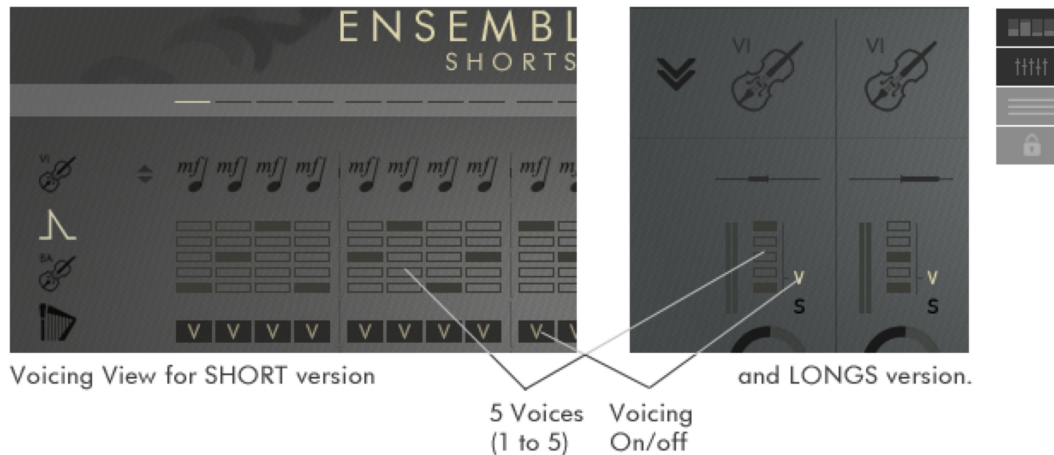 ENSEMBL
SHORTS
VI
VI
VI
mf mf mf mf mf mf mf mf mf m
BA
V V V V V V V V V V
V
S
V
S
Voicing View for SHORT version
and LONGS version.
5 Voices
(1 to 5)
Voicing
On/off